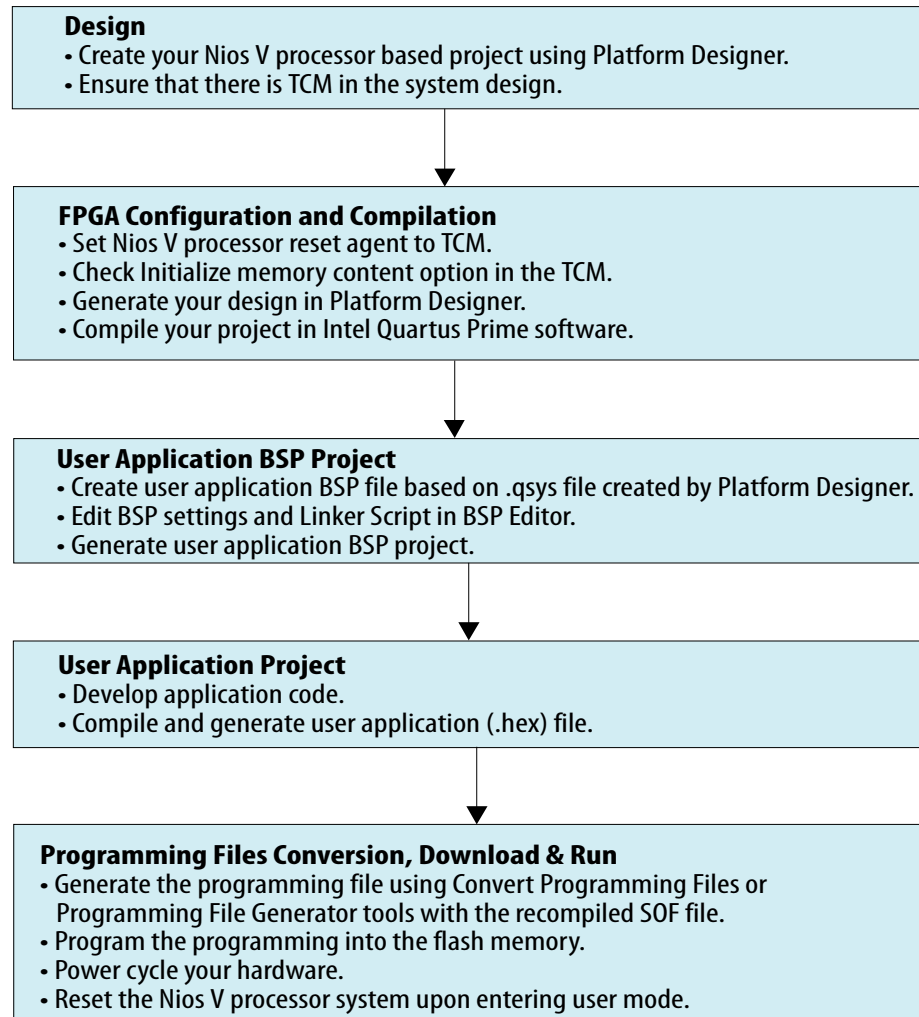 Design
• Create your Nios V processor based project using Platform Designer.
• Ensure that there is TCM in the system design.
FPGA Configuration and Compilation
• Set Nios V processor reset agent to TCM.
• Check Initialize memory content option in the TCM.
• Generate your design in Platform Designer.
• Compile your project in Intel Quartus Prime software.
User Application BSP Project
• Create user application BSP file based on .qsys file created by Platform Designer.
• Edit BSP settings and Linker Script in BSP Editor.
• Generate user application BSP project.
User Application Project
• Develop application code.
• Compile and generate user application (.hex) file.
Programming Files Conversion, Download & Run
• Generate the programming file using Convert Programming Files or
Programming File Generator tools with the recompiled SOF file.
• Program the programming into the flash memory.
• Power cycle your hardware.
• Reset the Nios V processor system upon entering user mode.